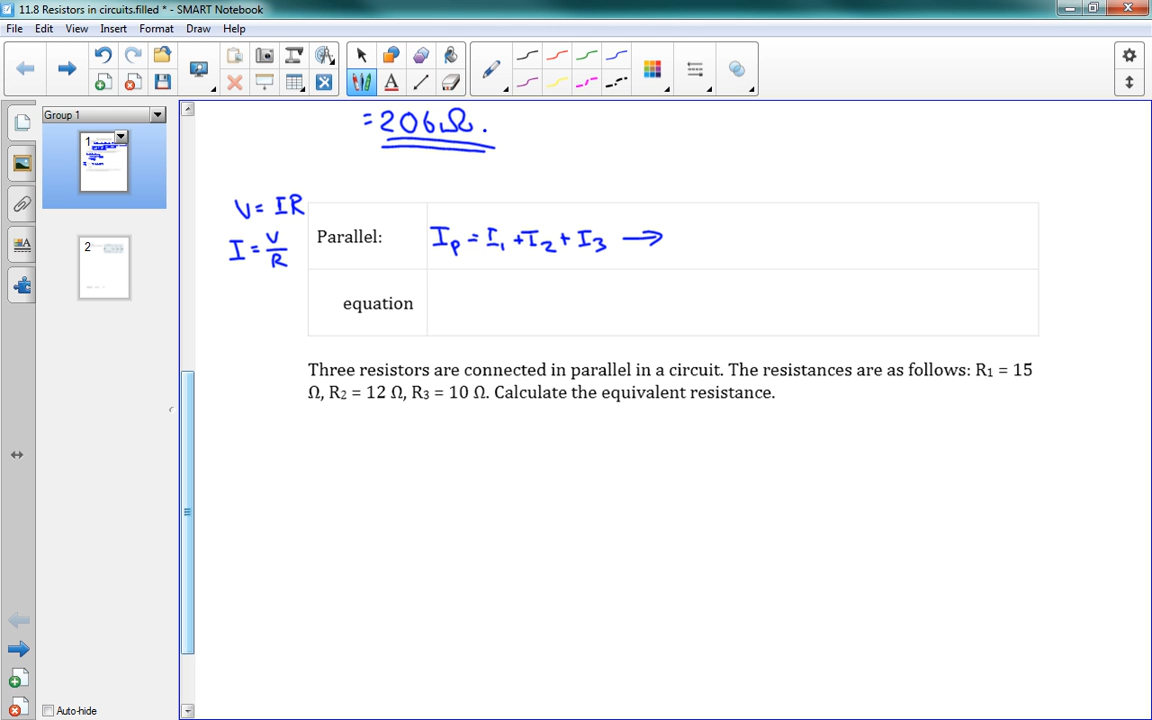 11.8 Resistors in circuits.filled * - SMART Notebook
File Edit View Insert Format Draw Help
Group 1
1
2
= 206Ω.
V = IR
I = V/R
Parallel: Iₚ = I₁ + I₂ + I₃ →
equation
Three resistors are connected in parallel in a circuit. The resistances are as follows: R₁ = 15
Ω, R₂ = 12 Ω, R₃ = 10 Ω. Calculate the equivalent resistance.
Auto-hide